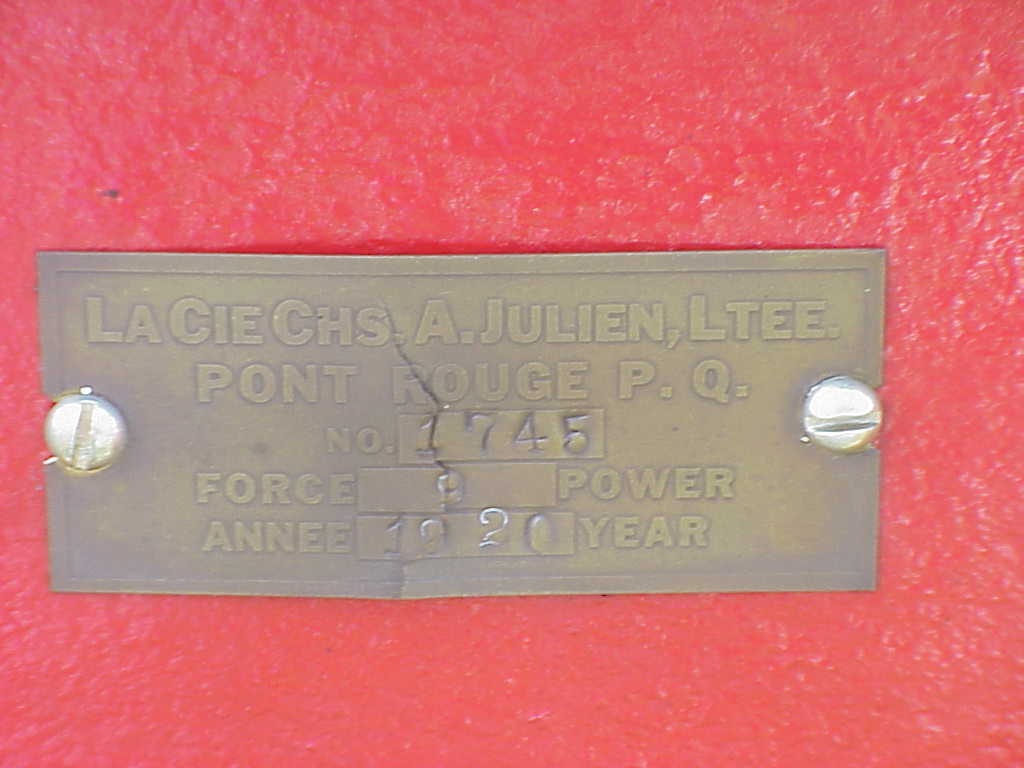 LA CIE CHS. A. JULIEN, LTEE.
PONT ROUGE P. Q.
NO. 1745
FORCE 9 POWER
ANNEE 1920 YEAR